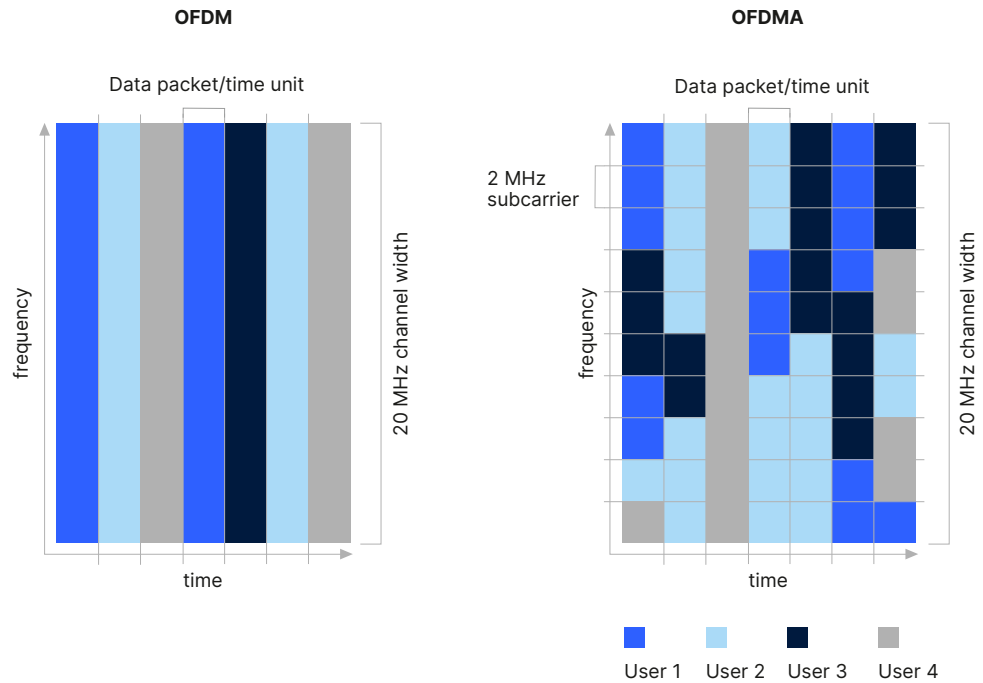 OFDM
Data packet/time unit
frequency
20 MHz channel width
time
OFDMA
Data packet/time unit
2 MHz
subcarrier
frequency
20 MHz channel width
time
User 1
User 2
User 3
User 4